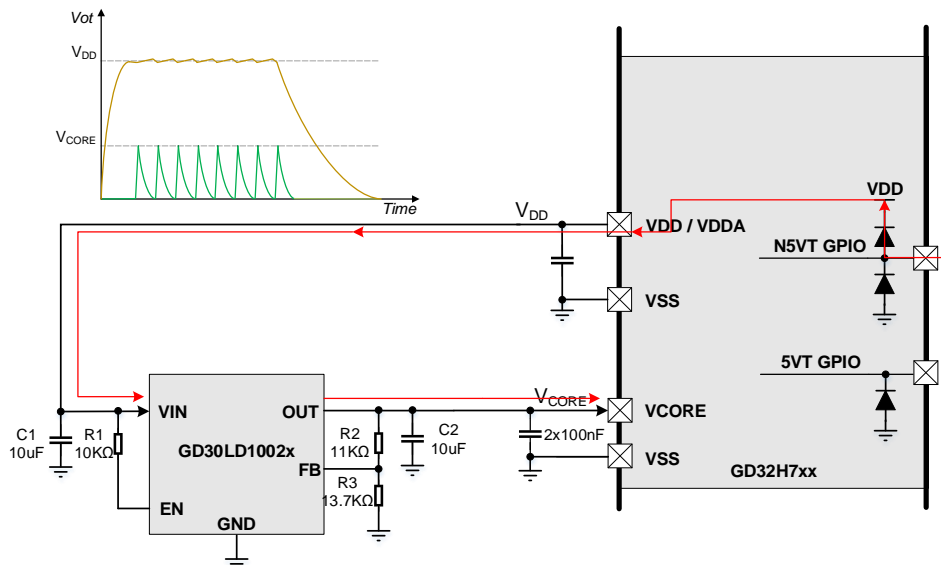 Vot
VDD
VCORE
Time
VDD
VDD / VDDA
VDD
N5VT GPIO
VSS
5VT GPIO
VIN
OUT
VCORE
VCORE
C1
10uF
R1
10KΩ
GD30LD1002x
R2
11KΩ
C2
10uF
2x100nF
VSS
FB
R3
13.7KΩ
GD32H7xx
EN
GND